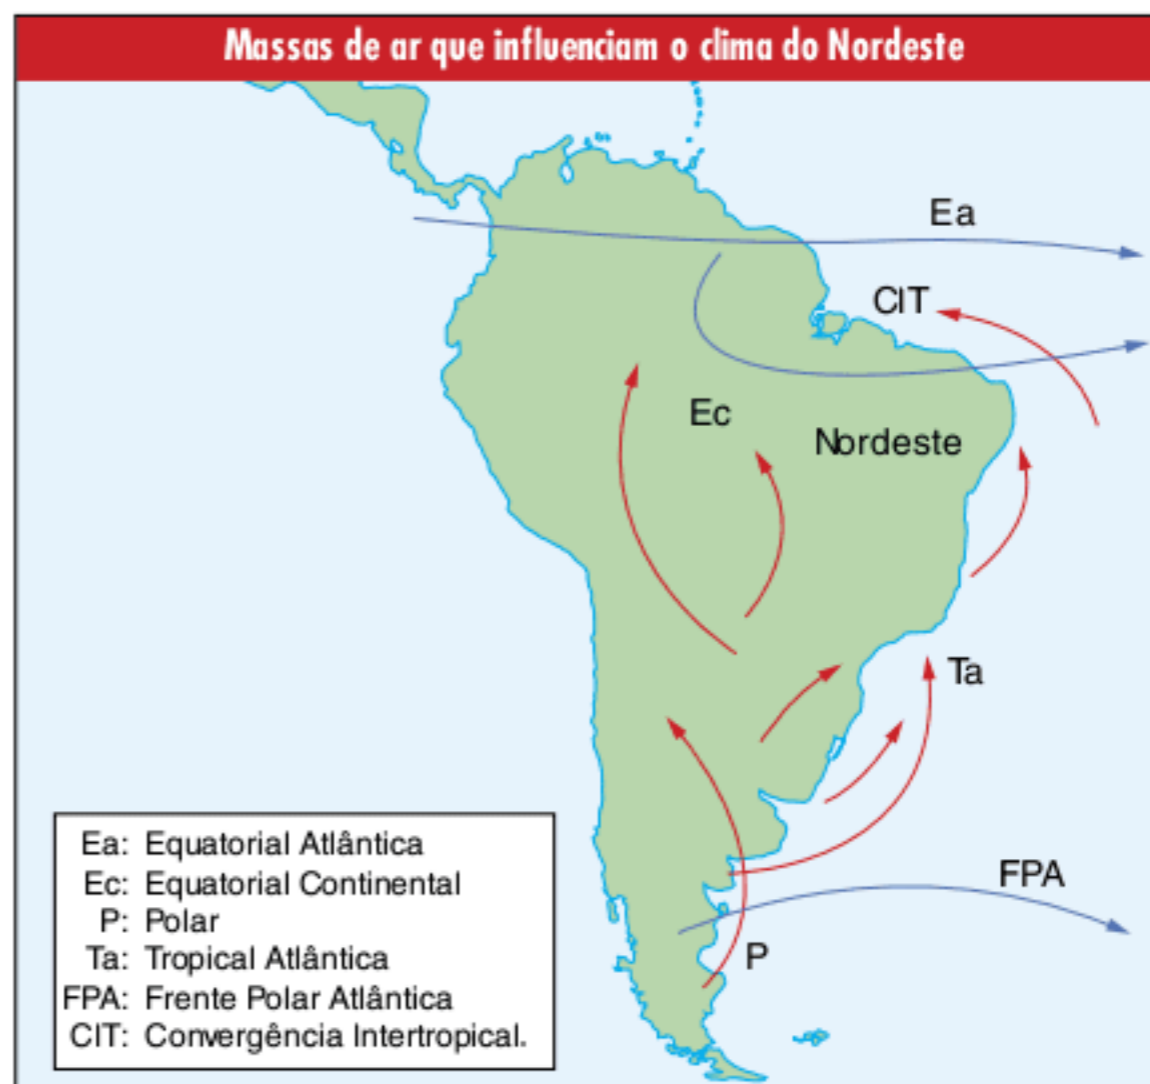 Massas de ar que influenciam o clima do Nordeste
Ea
CIT
Ec
Nordeste
Ta
FPA
P
Ea: Equatorial Atlântica
Ec: Equatorial Continental
P: Polar
Ta: Tropical Atlântica
FPA: Frente Polar Atlântica
CIT: Convergência Intertropical.